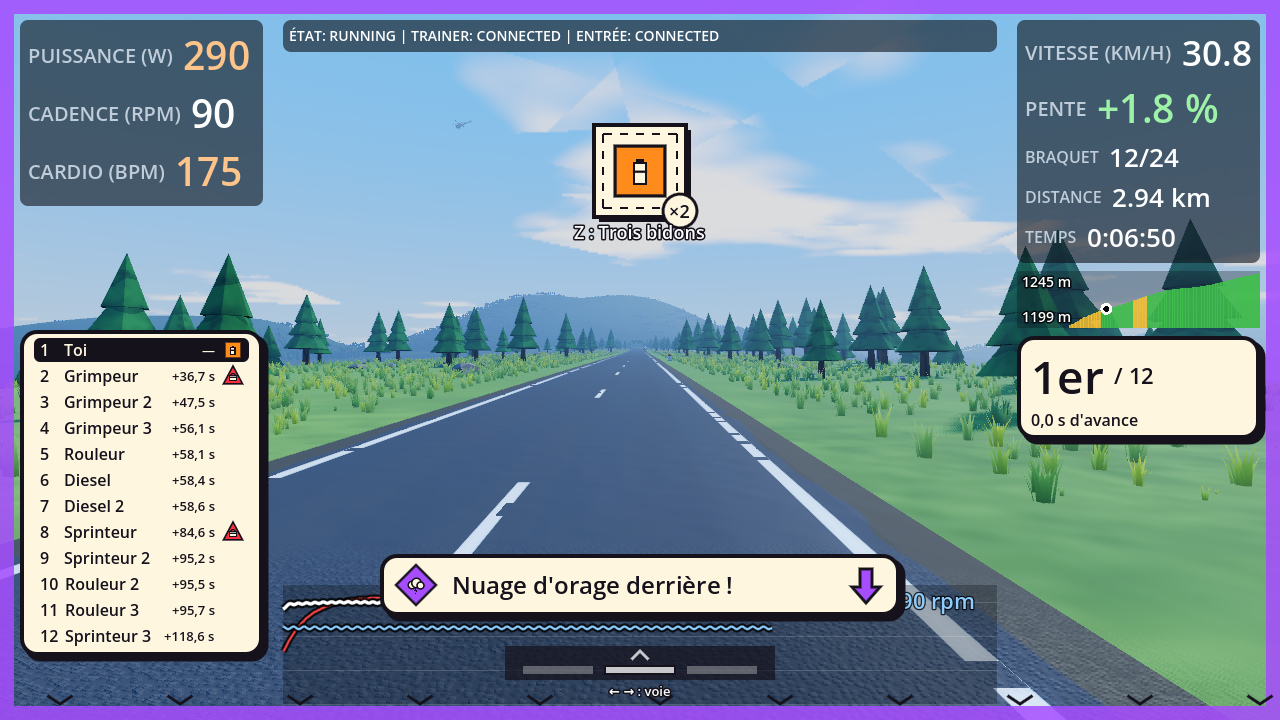 PUISSANCE (W) 290
CADENCE (RPM) 90
CARDIO (BPM) 175
ÉTAT: RUNNING | TRAINER: CONNECTED | ENTRÉE: CONNECTED
VITESSE (KM/H) 30.8
PENTE +1.8 %
BRAQUET 12/24
DISTANCE 2.94 km
TEMPS 0:06:50
×2
Z : Trois bidons
1245 m
1199 m
1er / 12
0,0 s d'avance
1 Toi —
2 Grimpeur +36,7 s
3 Grimpeur 2 +47,5 s
4 Grimpeur 3 +56,1 s
5 Rouleur +58,1 s
6 Diesel +58,4 s
7 Diesel 2 +58,6 s
8 Sprinteur +84,6 s
9 Sprinteur 2 +95,2 s
10 Rouleur 2 +95,5 s
11 Rouleur 3 +95,7 s
12 Sprinteur 3 +118,6 s
Nuage d'orage derrière !
90 rpm
← → : voie